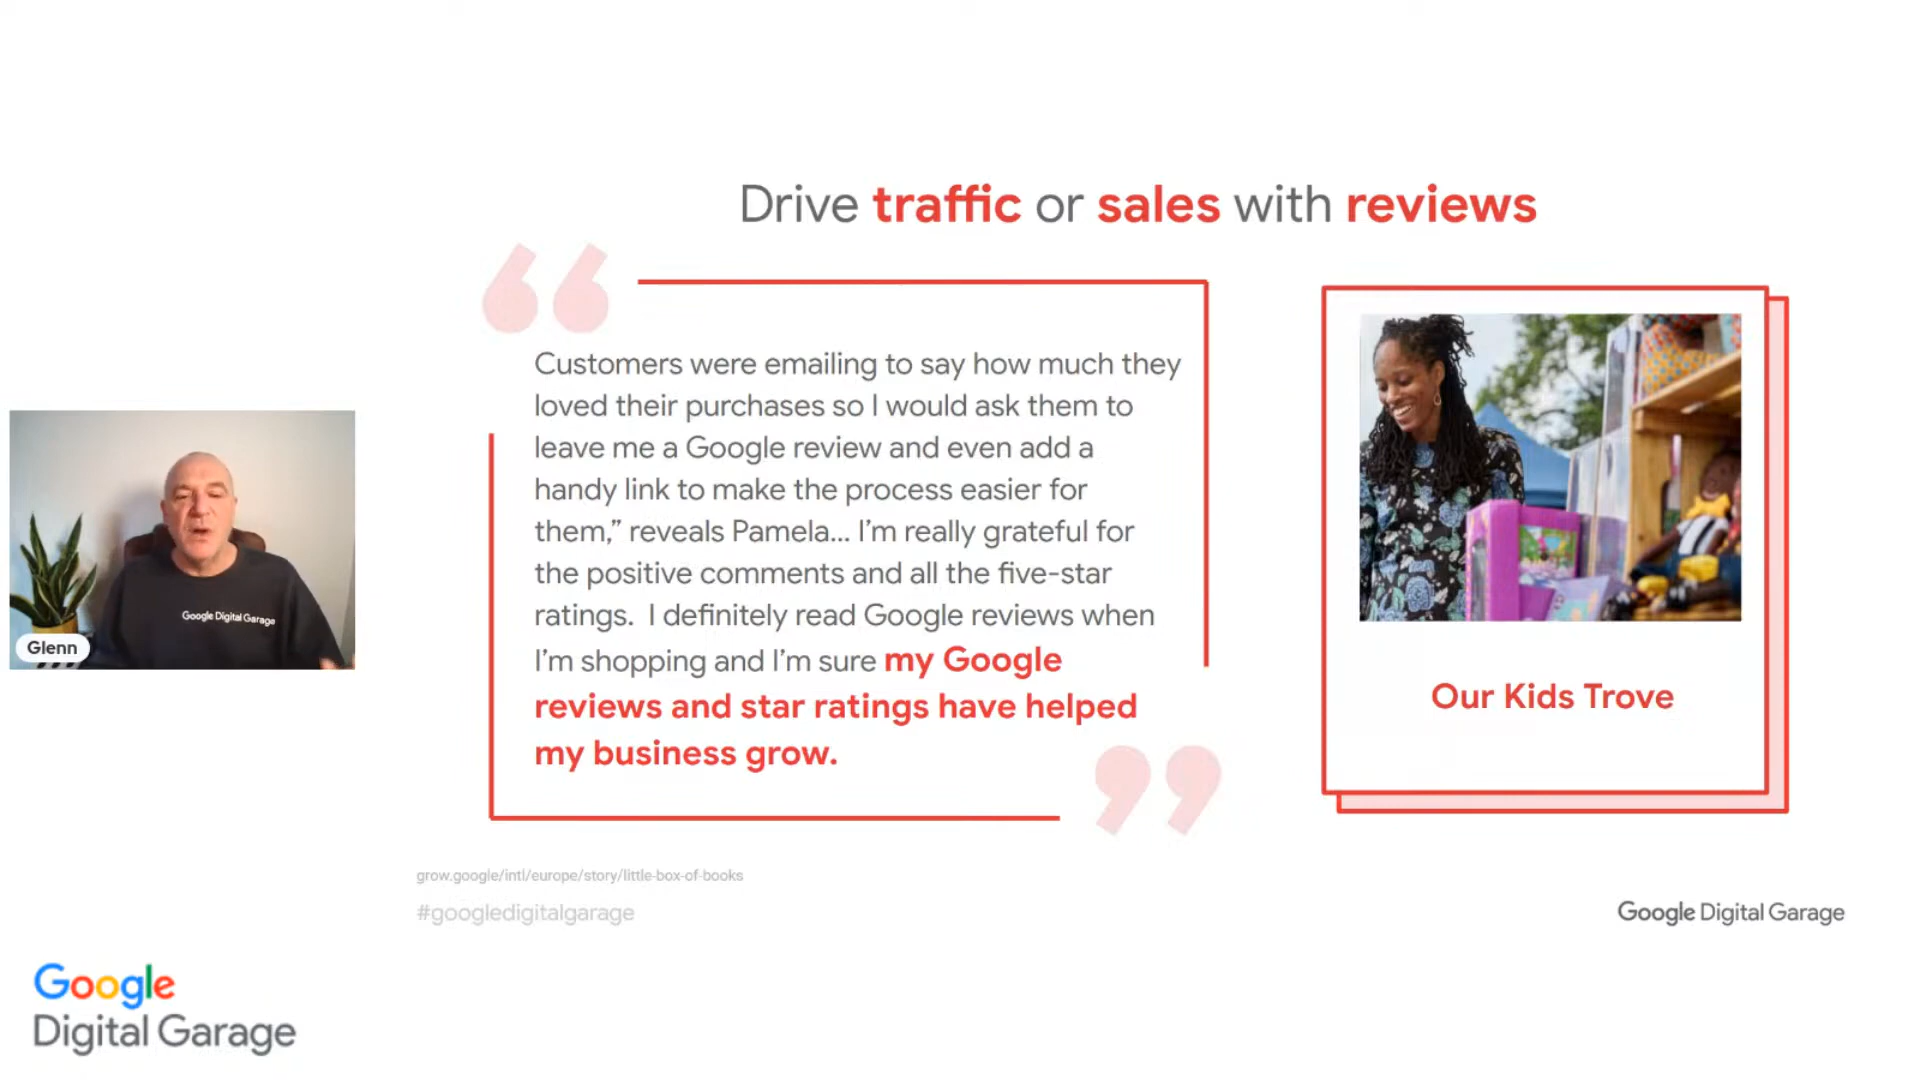 Drive traffic or sales with reviews
Customers were emailing to say how much they
loved their purchases so I would ask them to
leave me a Google review and even add a
handy link to make the process easier for
them,” reveals Pamela... I’m really grateful for
the positive comments and all the five-star
ratings.  I definitely read Google reviews when
I’m shopping and I’m sure my Google
reviews and star ratings have helped
my business grow.
Our Kids Trove
Google Digital Garage
Glenn
grow.google/intl/europe/story/little-box-of-books
#googledigitalgarage
Google Digital Garage
Google
Digital Garage